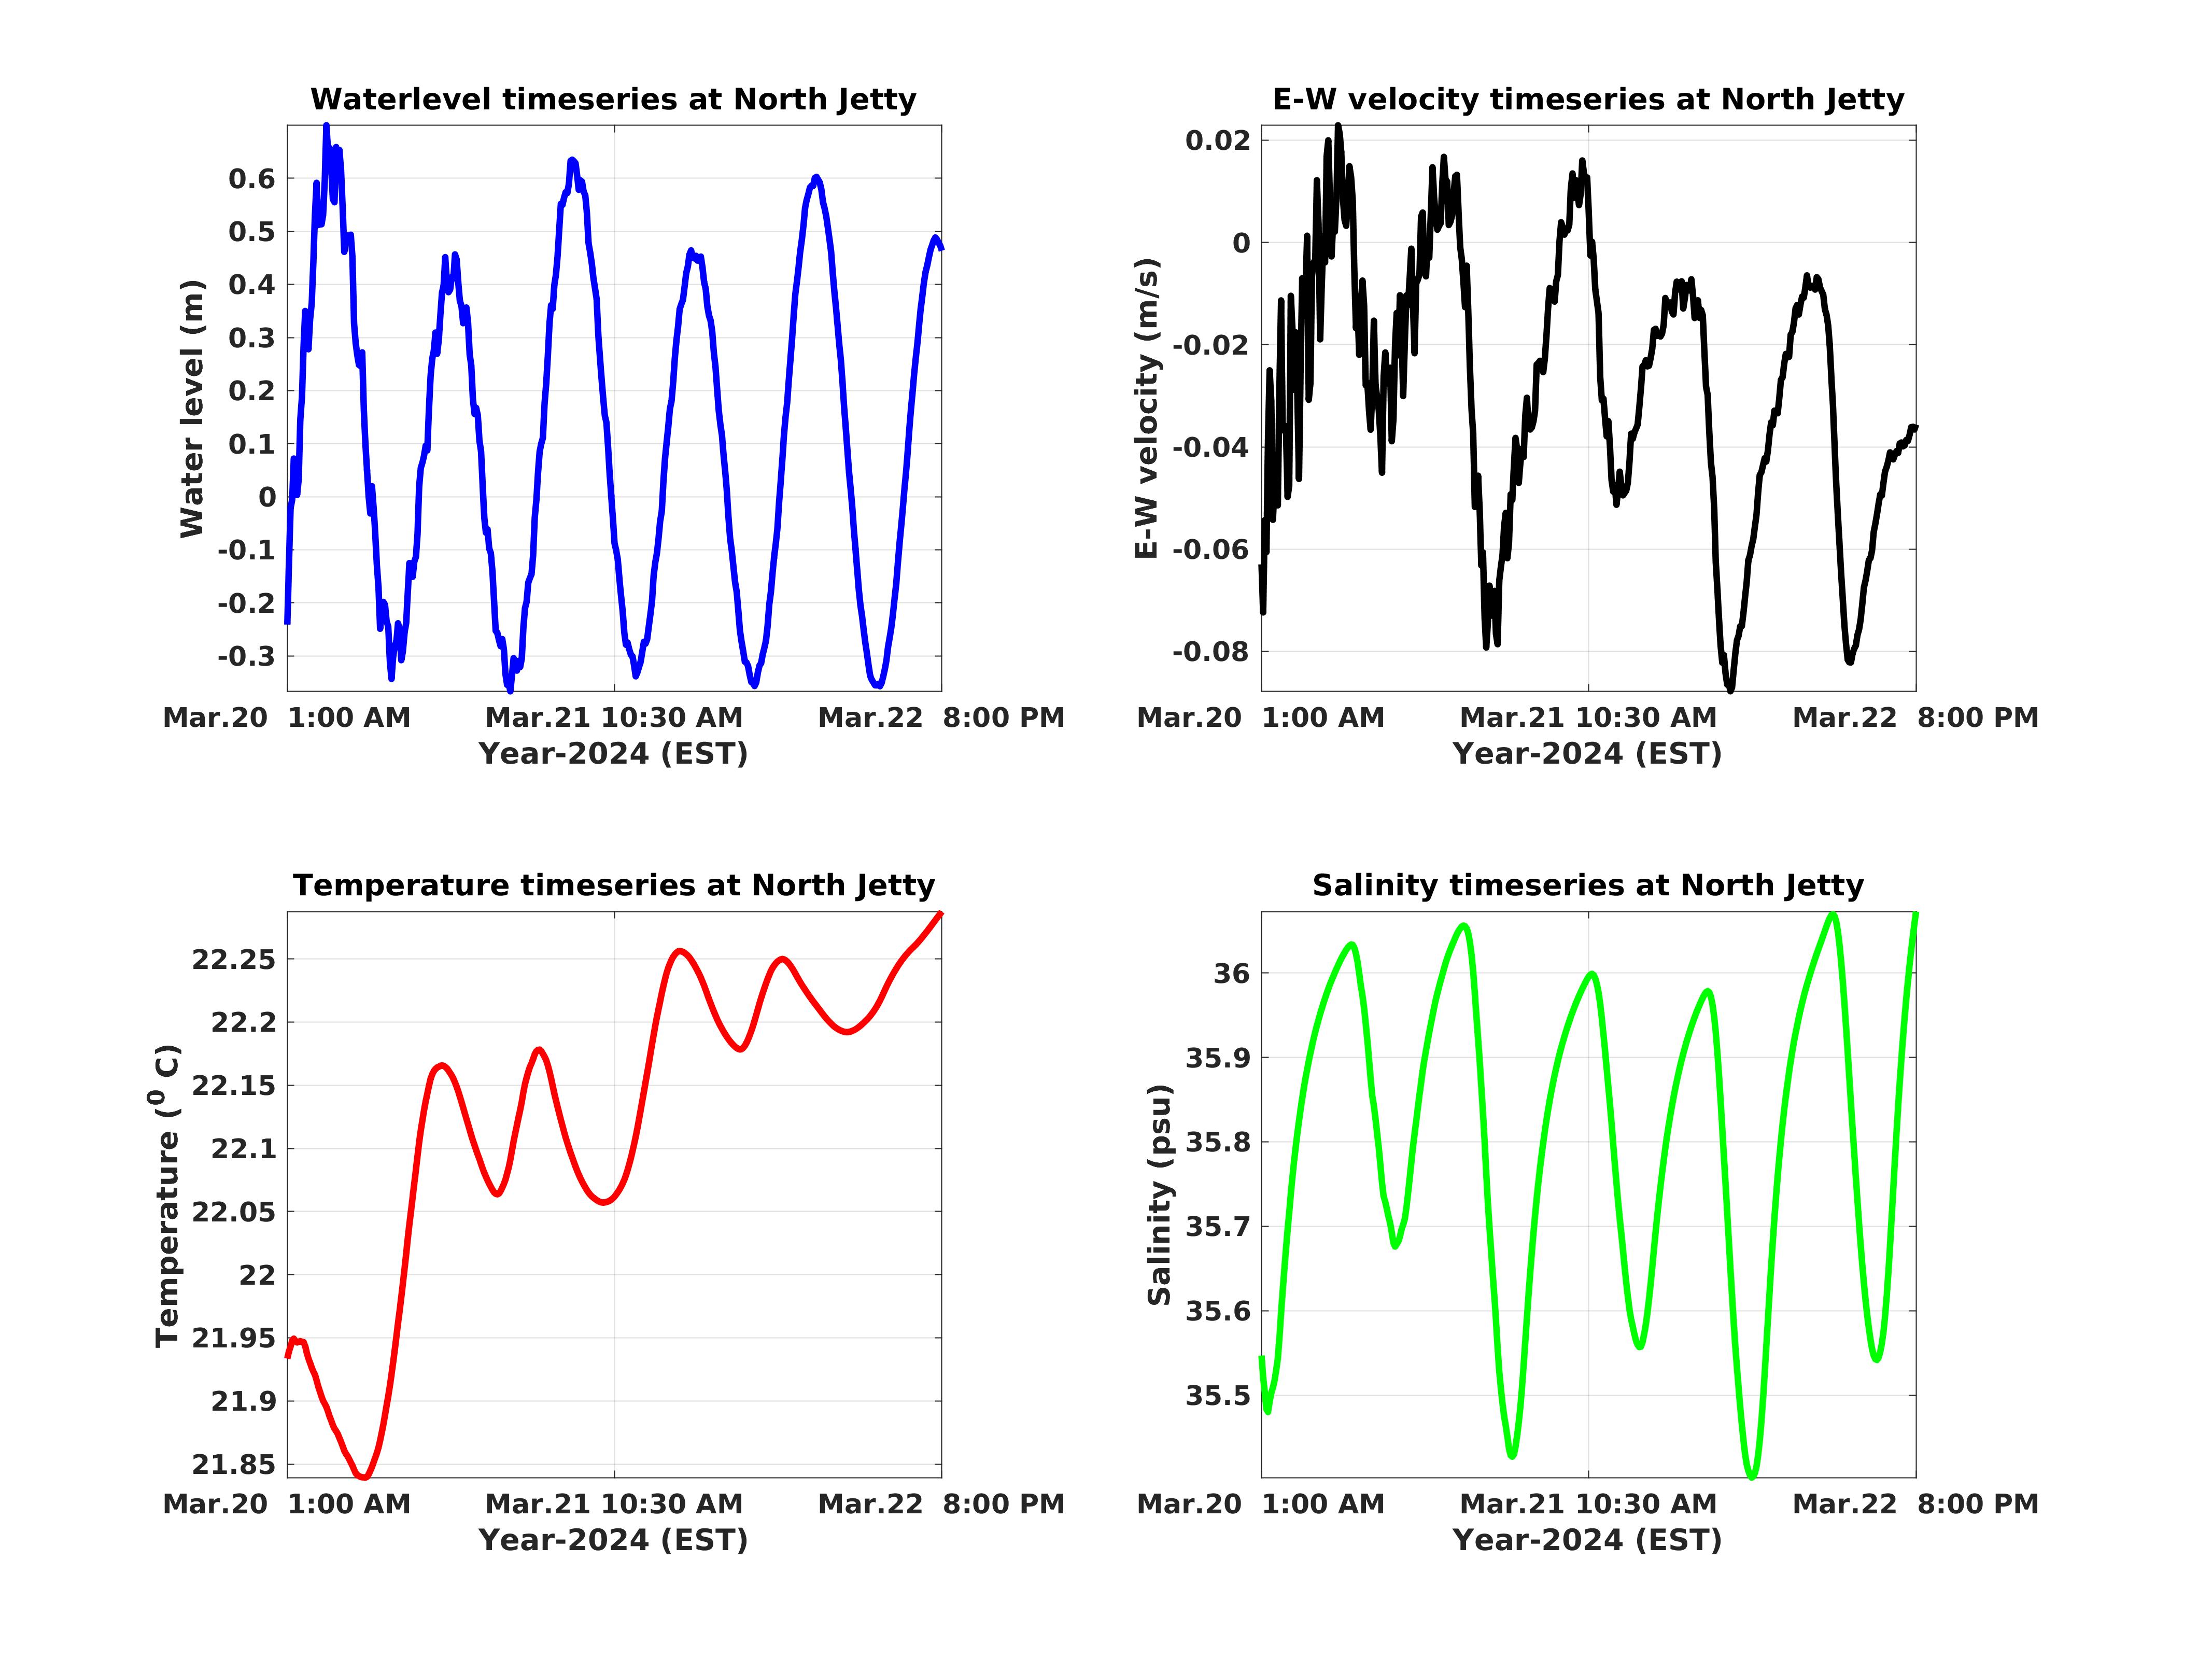 Waterlevel timeseries at North Jetty
0.6
0.5
0.4
0.3
0.2
0.1
0
-0.1
-0.2
-0.3
Water level (m)
Mar.20 1:00 AM Mar.21 10:30 AM Mar.22 8:00 PM
Year-2024 (EST)
E-W velocity timeseries at North Jetty
0.02
0
-0.02
-0.04
-0.06
-0.08
E-W velocity (m/s)
Mar.20 1:00 AM Mar.21 10:30 AM Mar.22 8:00 PM
Year-2024 (EST)
Temperature timeseries at North Jetty
22.25
22.2
22.15
22.1
22.05
22
21.95
21.9
21.85
Temperature (⁰ C)
Mar.20 1:00 AM Mar.21 10:30 AM Mar.22 8:00 PM
Year-2024 (EST)
Salinity timeseries at North Jetty
36
35.9
35.8
35.7
35.6
35.5
Salinity (psu)
Mar.20 1:00 AM Mar.21 10:30 AM Mar.22 8:00 PM
Year-2024 (EST)